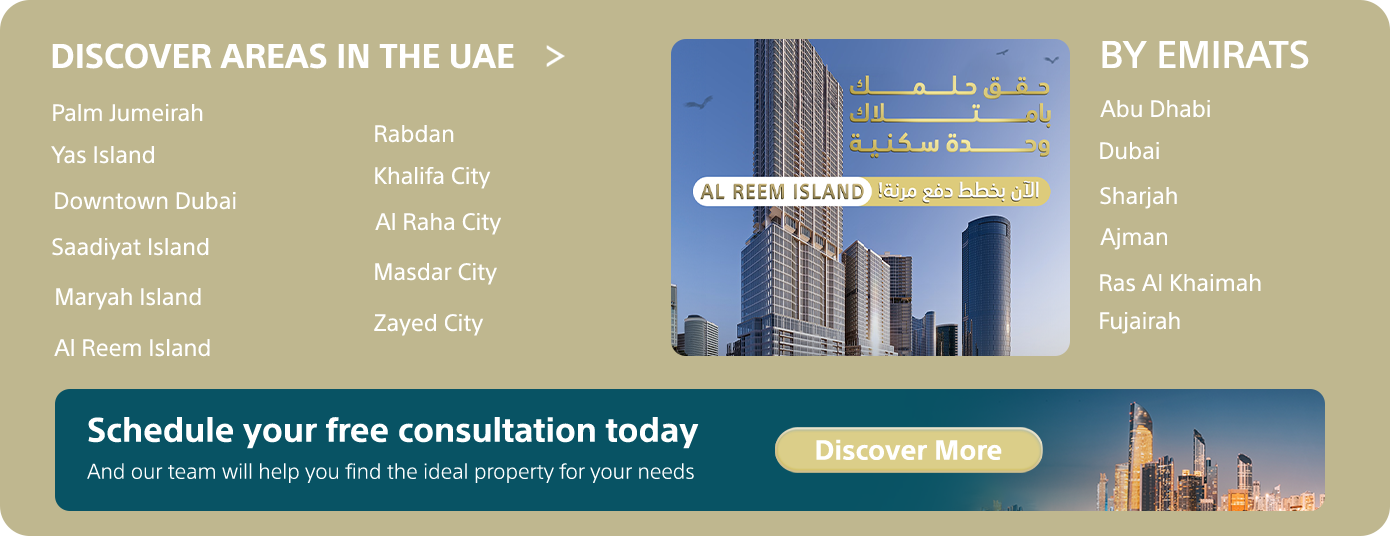 DISCOVER AREAS IN THE UAE >
Palm Jumeirah
Yas Island
Downtown Dubai
Saadiyat Island
Maryah Island
Al Reem Island
Rabdan
Khalifa City
Al Raha City
Masdar City
Zayed City
حقق حلمك
بامتلاك
وحدة سكنية
الآن بخطط دفع مرنة!
AL REEM ISLAND
BY EMIRATS
Abu Dhabi
Dubai
Sharjah
Ajman
Ras Al Khaimah
Fujairah
Schedule your free consultation today
And our team will help you find the ideal property for your needs
Discover More